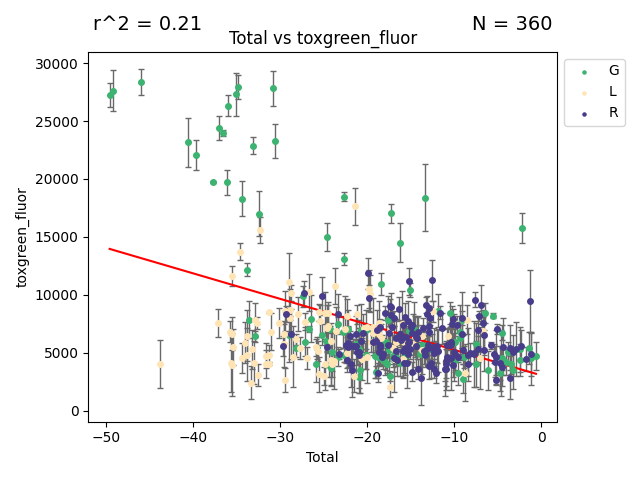 r^2 = 0.21 N = 360
Total vs toxgreen_fluor
30000
25000
20000
15000
10000
5000
0
toxgreen_fluor
−50 −40 −30 −20 −10 0
Total
G
L
R